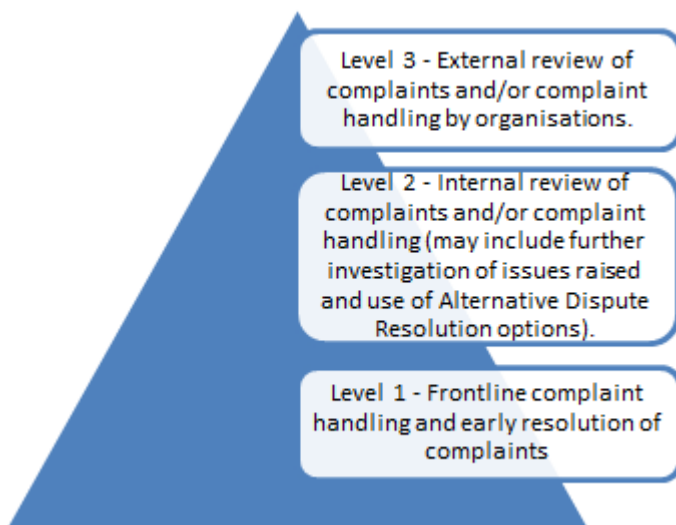 Level 3 - External review of
complaints and/or complaint
handling by organisations.
Level 2 - Internal review of
complaints and/or complaint
handling (may include further
investigation of issues raised
and use of Alternative Dispute
Resolution options).
Level 1 - Frontline complaint
handling and early resolution of
complaints